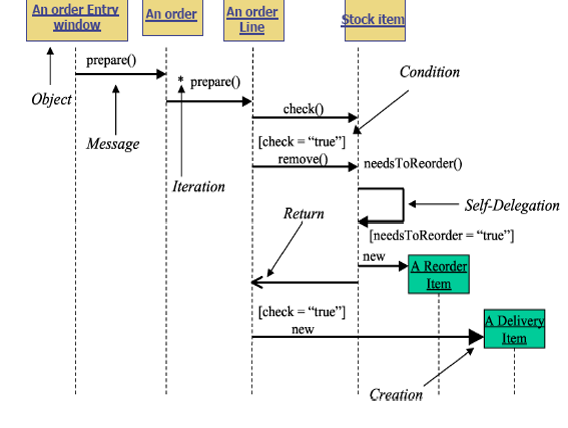 An order Entry
window
An order
An order
Line
Stock item
prepare()
* prepare()
Condition
Object
check()
Message
[check = “true”]
remove()
needsToReorder()
Iteration
Return
Self-Delegation
[needsToReorder = “true”]
new
A Reorder
Item
[check = “true”]
new
A Delivery
Item
Creation